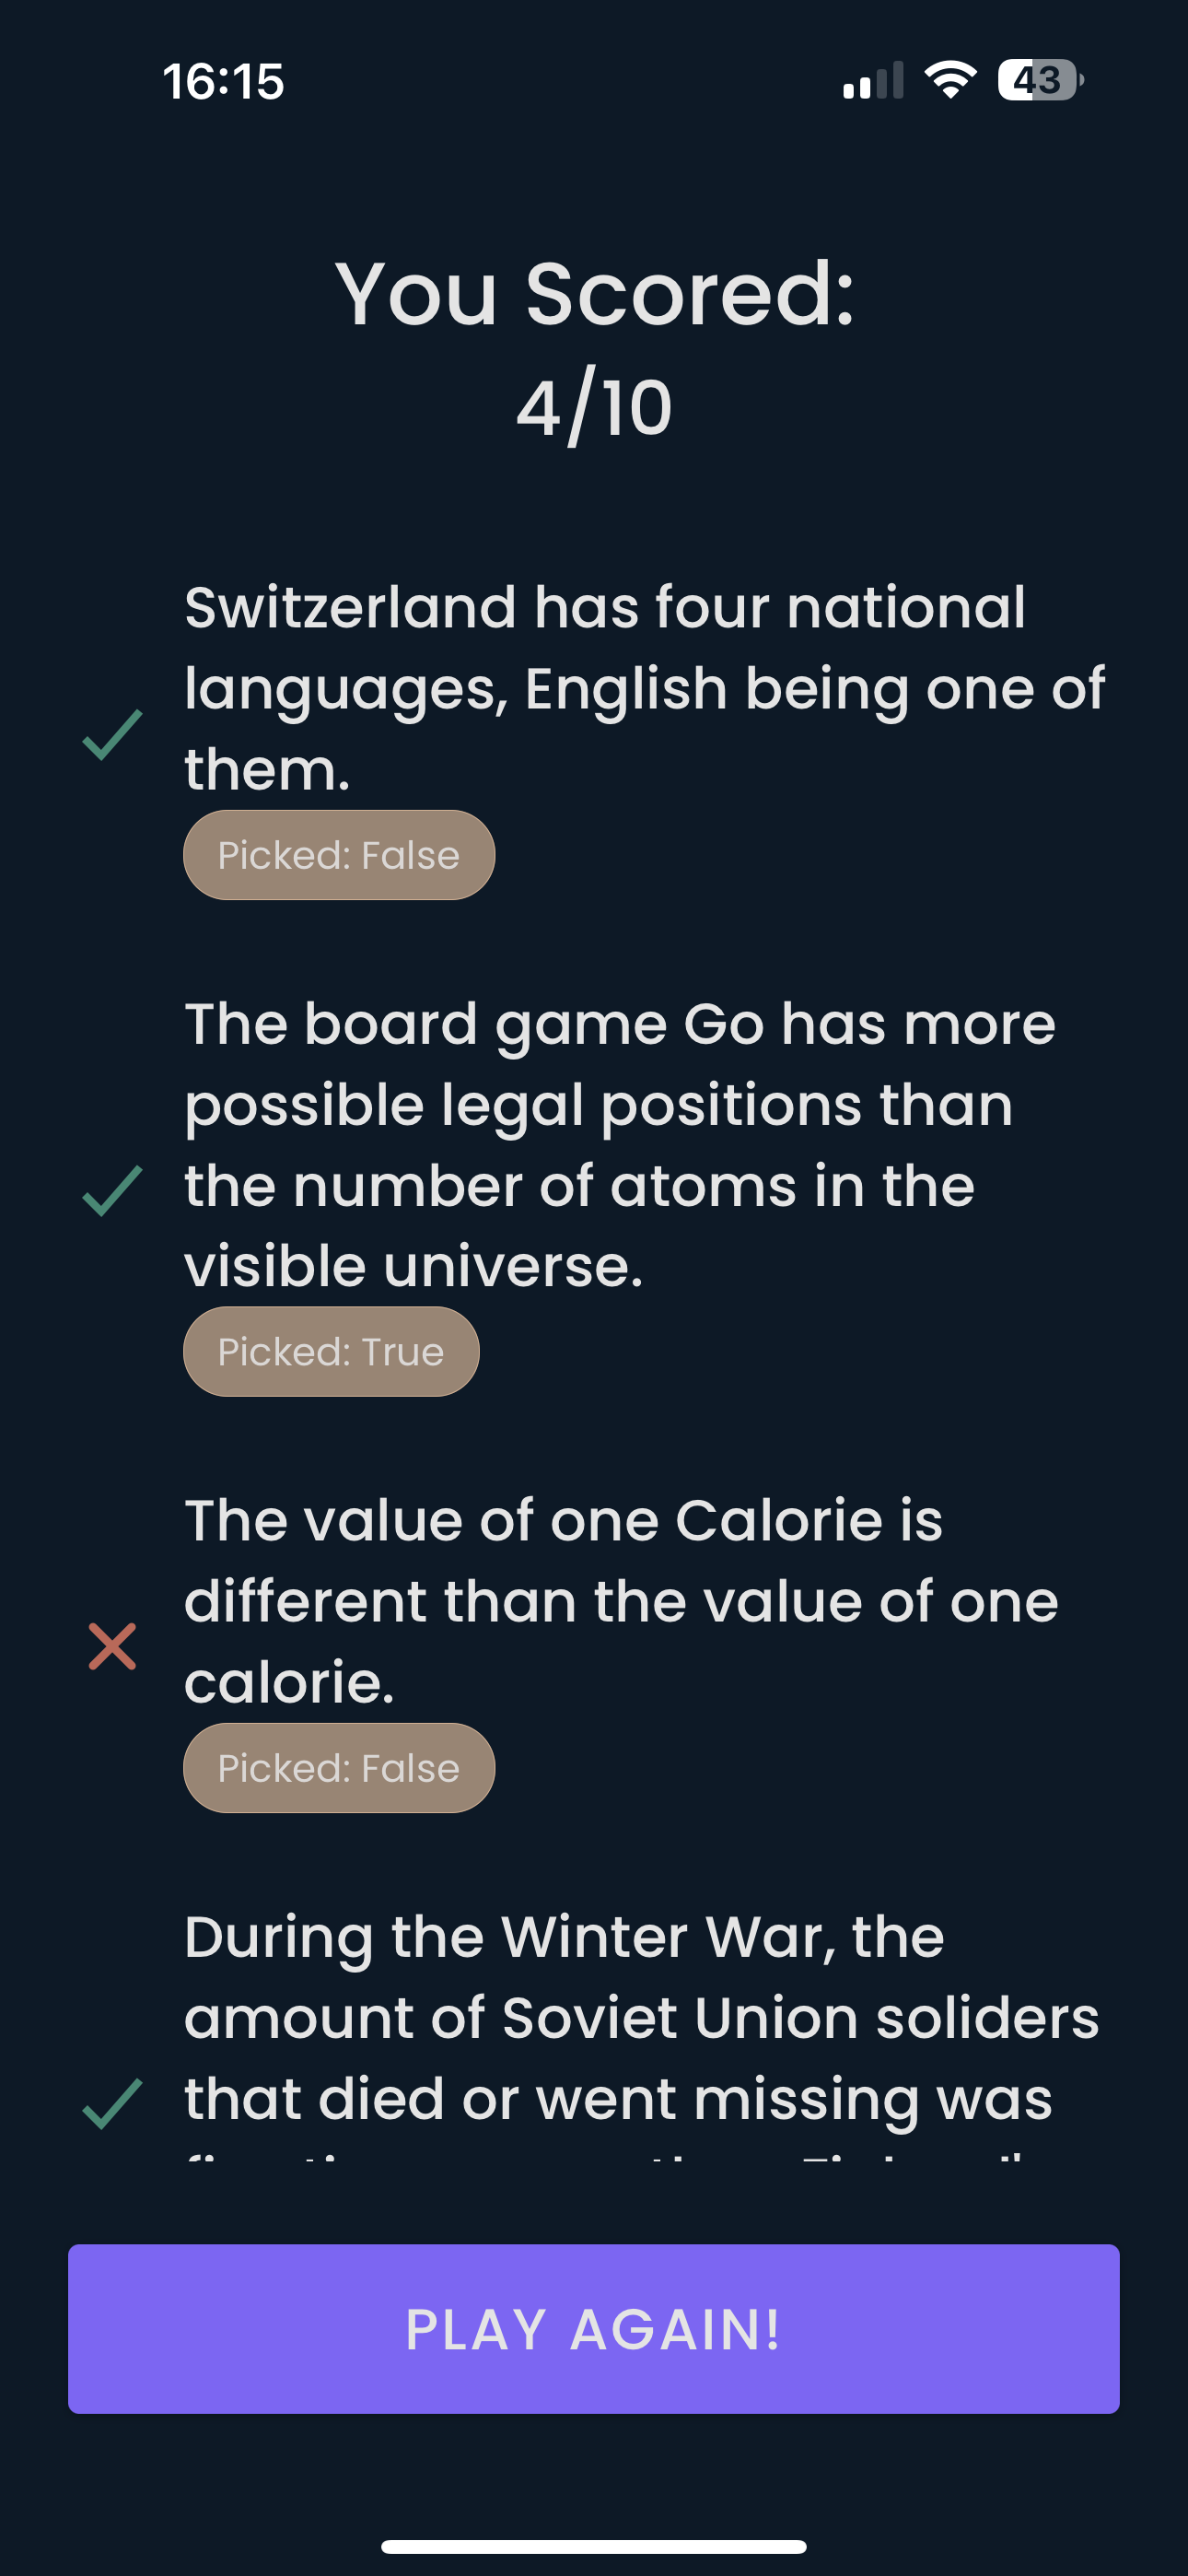 16:15
43
You Scored:
4/10
Switzerland has four national
languages, English being one of
them.
Picked: False
The board game Go has more
possible legal positions than
the number of atoms in the
visible universe.
Picked: True
The value of one Calorie is
different than the value of one
calorie.
Picked: False
During the Winter War, the
amount of Soviet Union soliders
that died or went missing was
PLAY AGAIN!